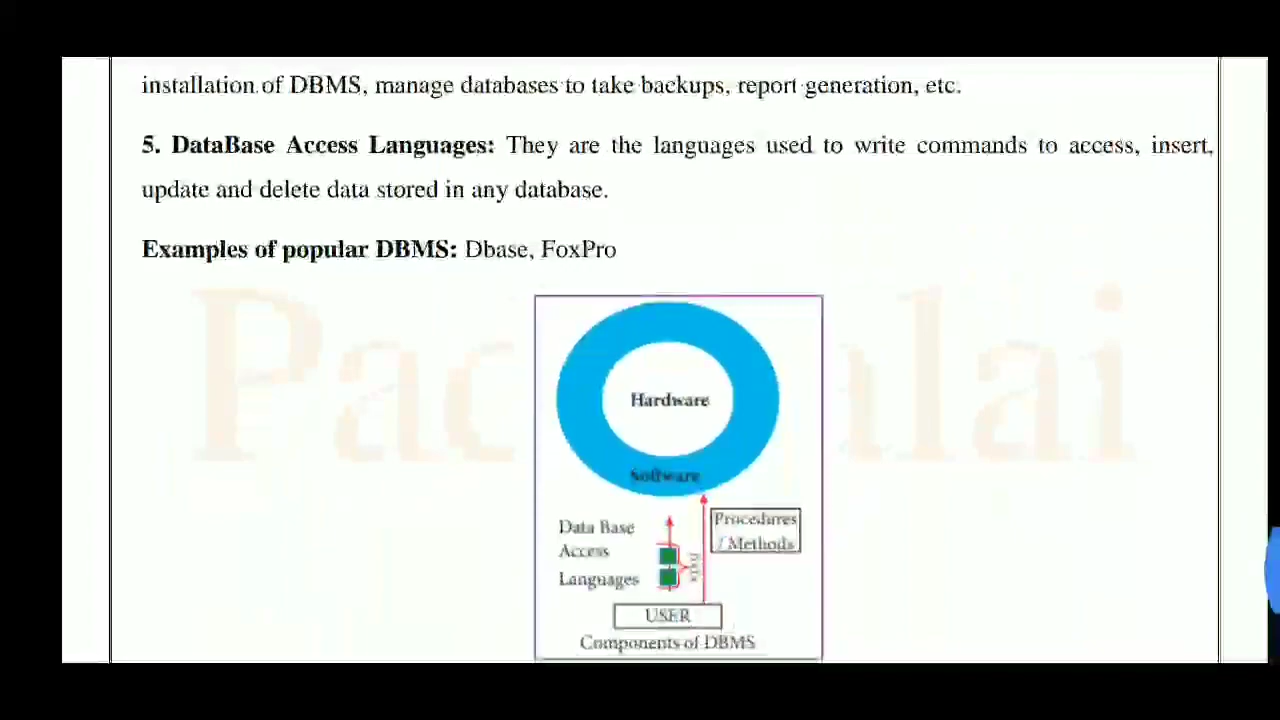 installation of DBMS, manage databases to take backups, report generation, etc.
5. DataBase Access Languages: They are the languages used to write commands to access, insert,
update and delete data stored in any database.
Examples of popular DBMS: Dbase, FoxPro
Hardware
Software
Data Base
Access
Languages
Procedures
/ Methods
USER
Components of DBMS